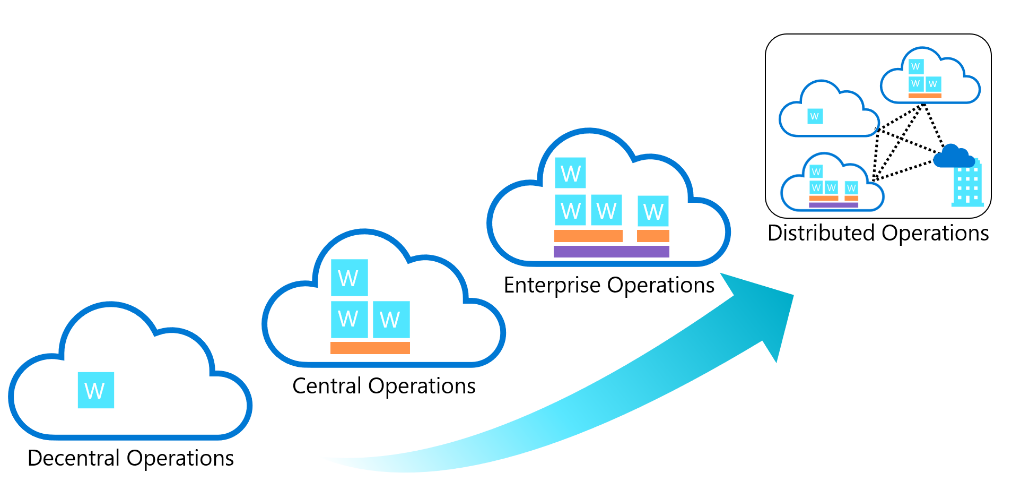 W
W W
W
W W
W
W
W W W
W
W W W
Distributed Operations
Enterprise Operations
Central Operations
W
Decentral Operations